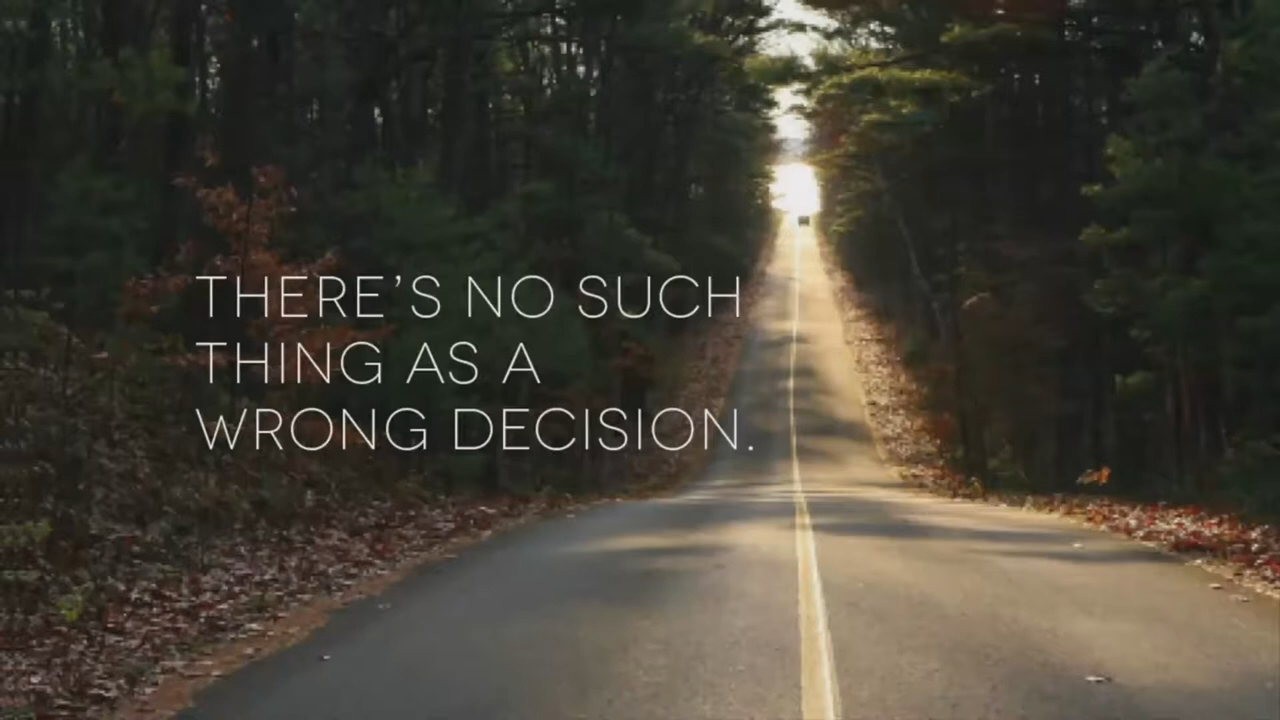 THERE’S NO SUCH
THING AS A
WRONG DECISION.